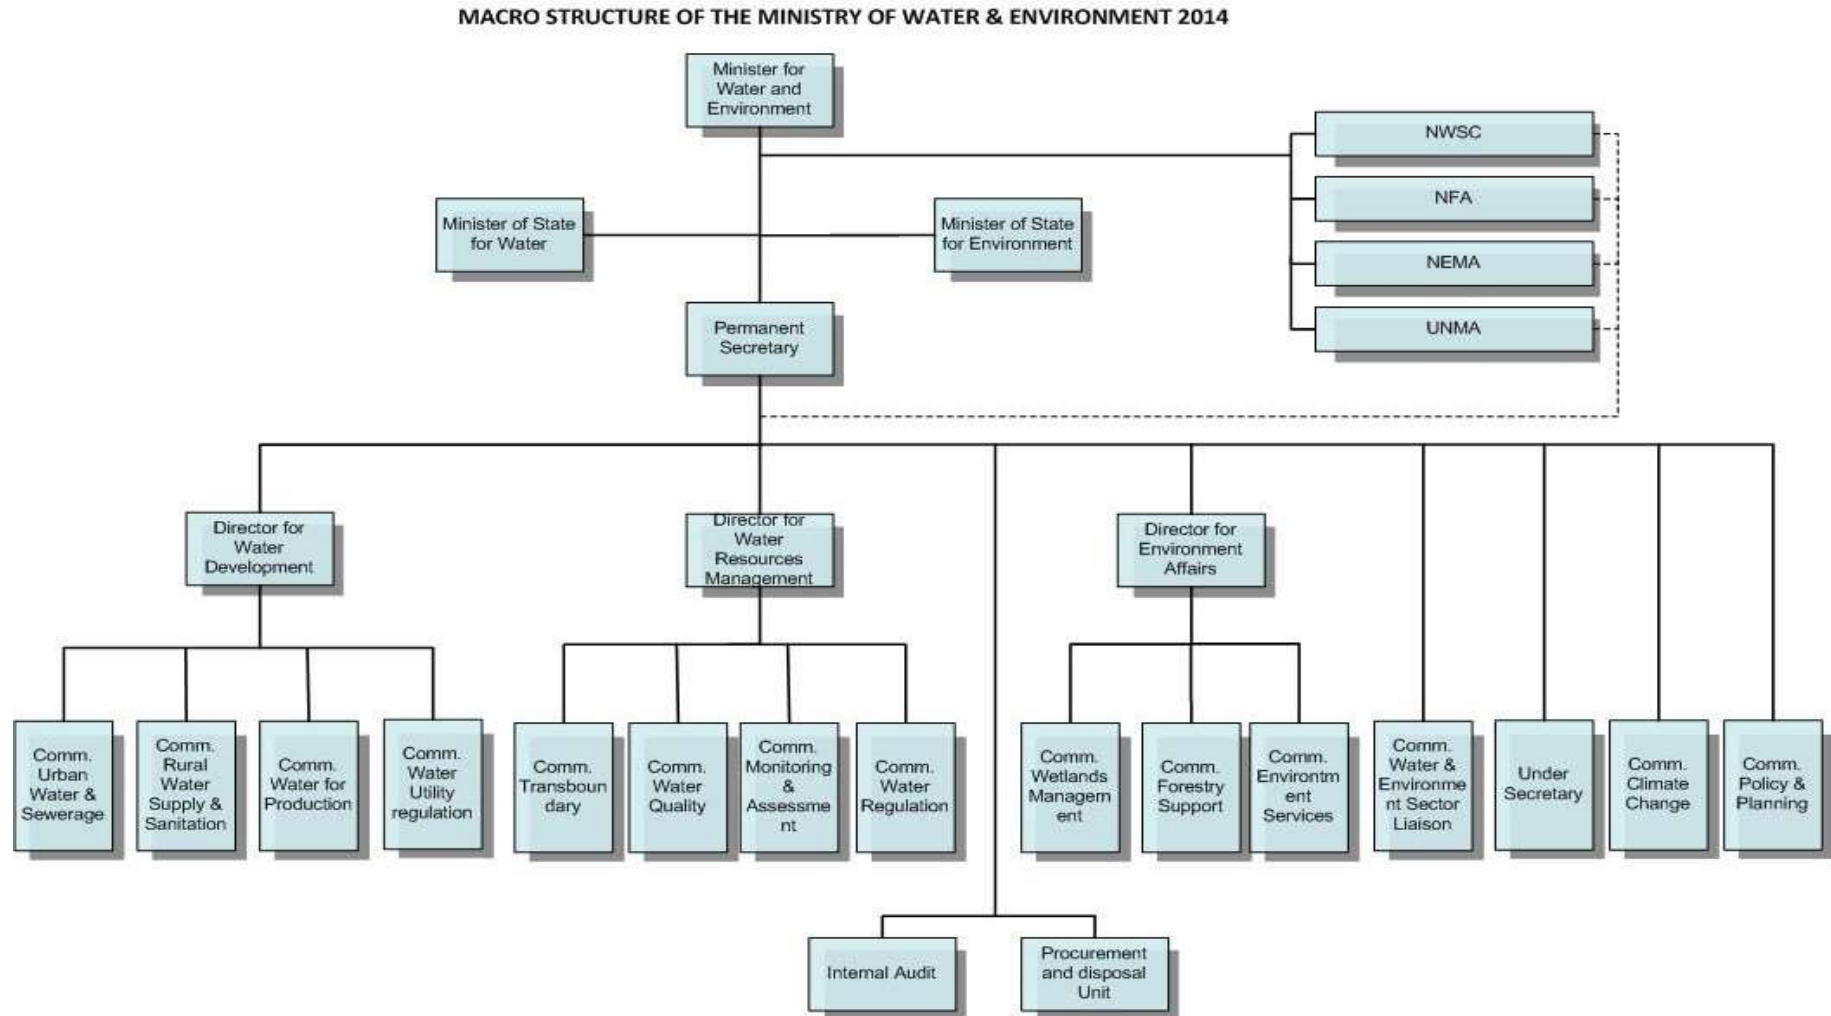 MACRO STRUCTURE OF THE MINISTRY OF WATER & ENVIRONMENT 2014
Minister for
Water and
Environment
NWSC
NFA
NEMA
UNMA
Minister of State
for Water
Minister of State
for Environment
Permanent
Secretary
Director for
Water
Development
Director for
Water
Resources
Management
Director for
Environment
Affairs
Comm.
Urban
Water &
Sewerage
Comm.
Rural
Water
Supply &
Sanitation
Comm.
Water for
Production
Comm.
Water
Utility
regulation
Comm.
Transboun
dary
Comm.
Water
Quality
Comm.
Monitoring
&
Assessme
nt
Comm.
Water
Regulation
Comm.
Wetlands
Managem
ent
Comm.
Forestry
Support
Comm.
Environtm
ent
Services
Comm.
Water &
Environme
nt Sector
Liaison
Under
Secretary
Comm.
Climate
Change
Comm.
Policy &
Planning
Internal Audit
Procurement
and disposal
Unit